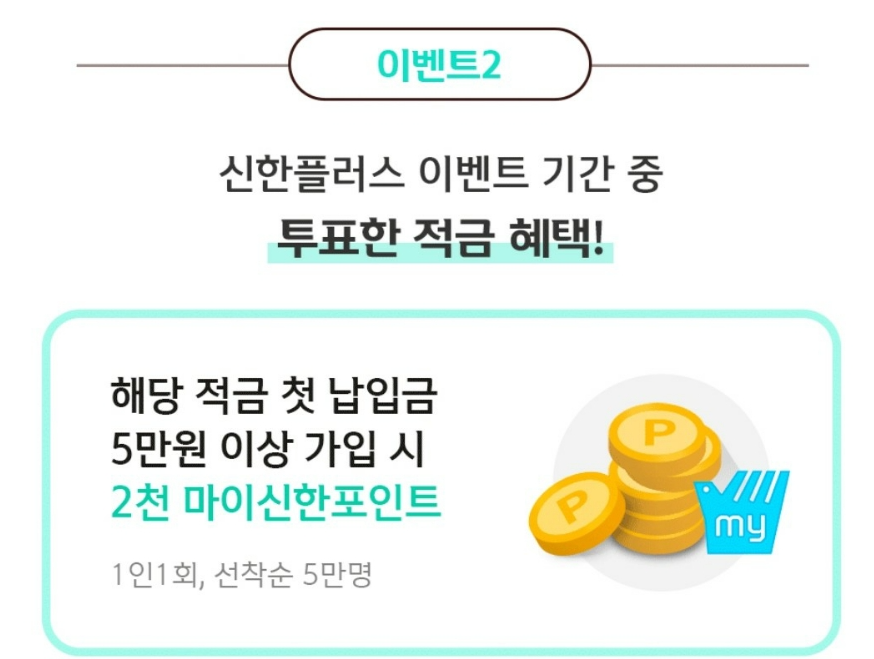 이벤트2
신한플러스 이벤트 기간 중
투표한 적금 혜택!
해당 적금 첫 납입금
5만원 이상 가입 시
2천 마이신한포인트
1인1회, 선착순 5만명
P
P
my